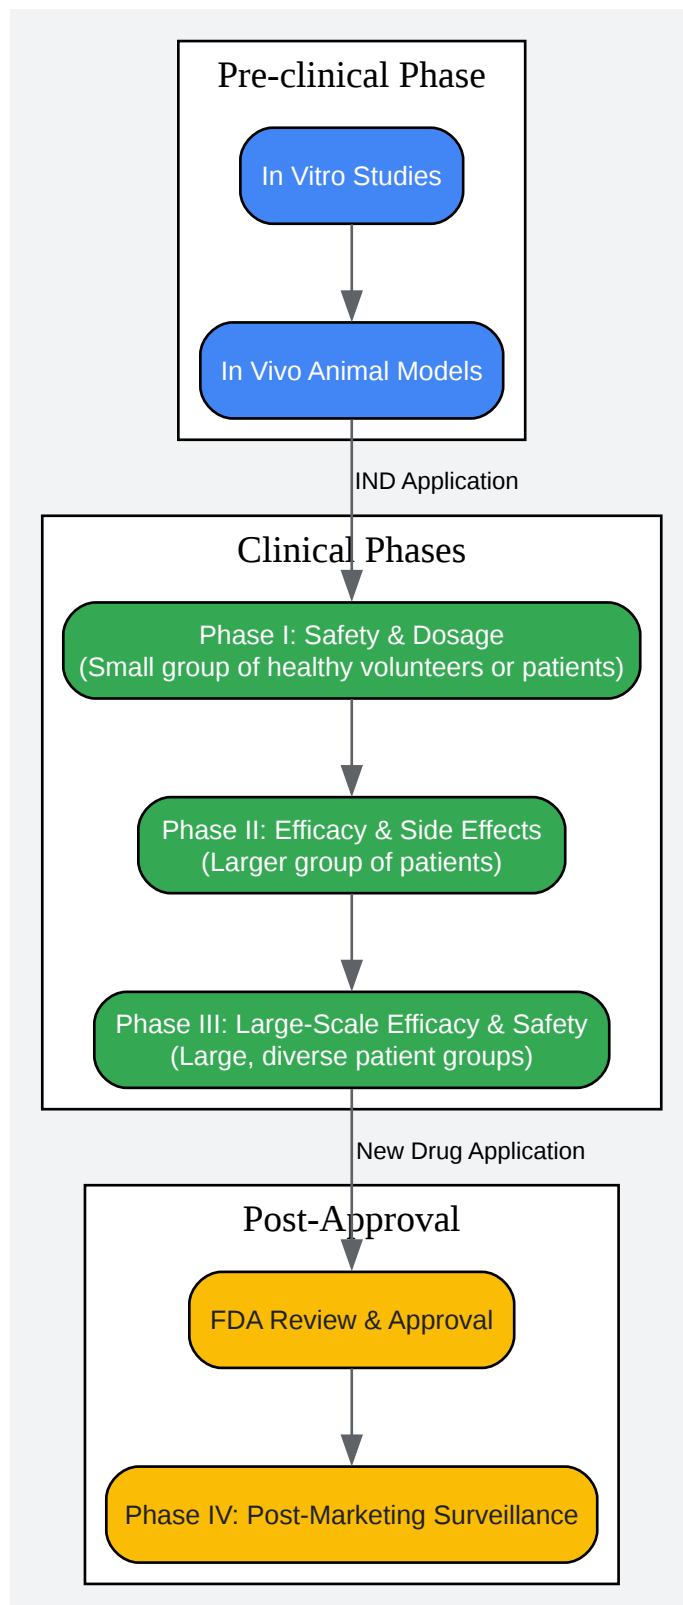 Pre-clinical Phase
In Vitro Studies
In Vivo Animal Models
IND Application
Clinical Phases
Phase I: Safety & Dosage
(Small group of healthy volunteers or patients)
Phase II: Efficacy & Side Effects
(Larger group of patients)
Phase III: Large-Scale Efficacy & Safety
(Large, diverse patient groups)
New Drug Application
Post-Approval
FDA Review & Approval
Phase IV: Post-Marketing Surveillance